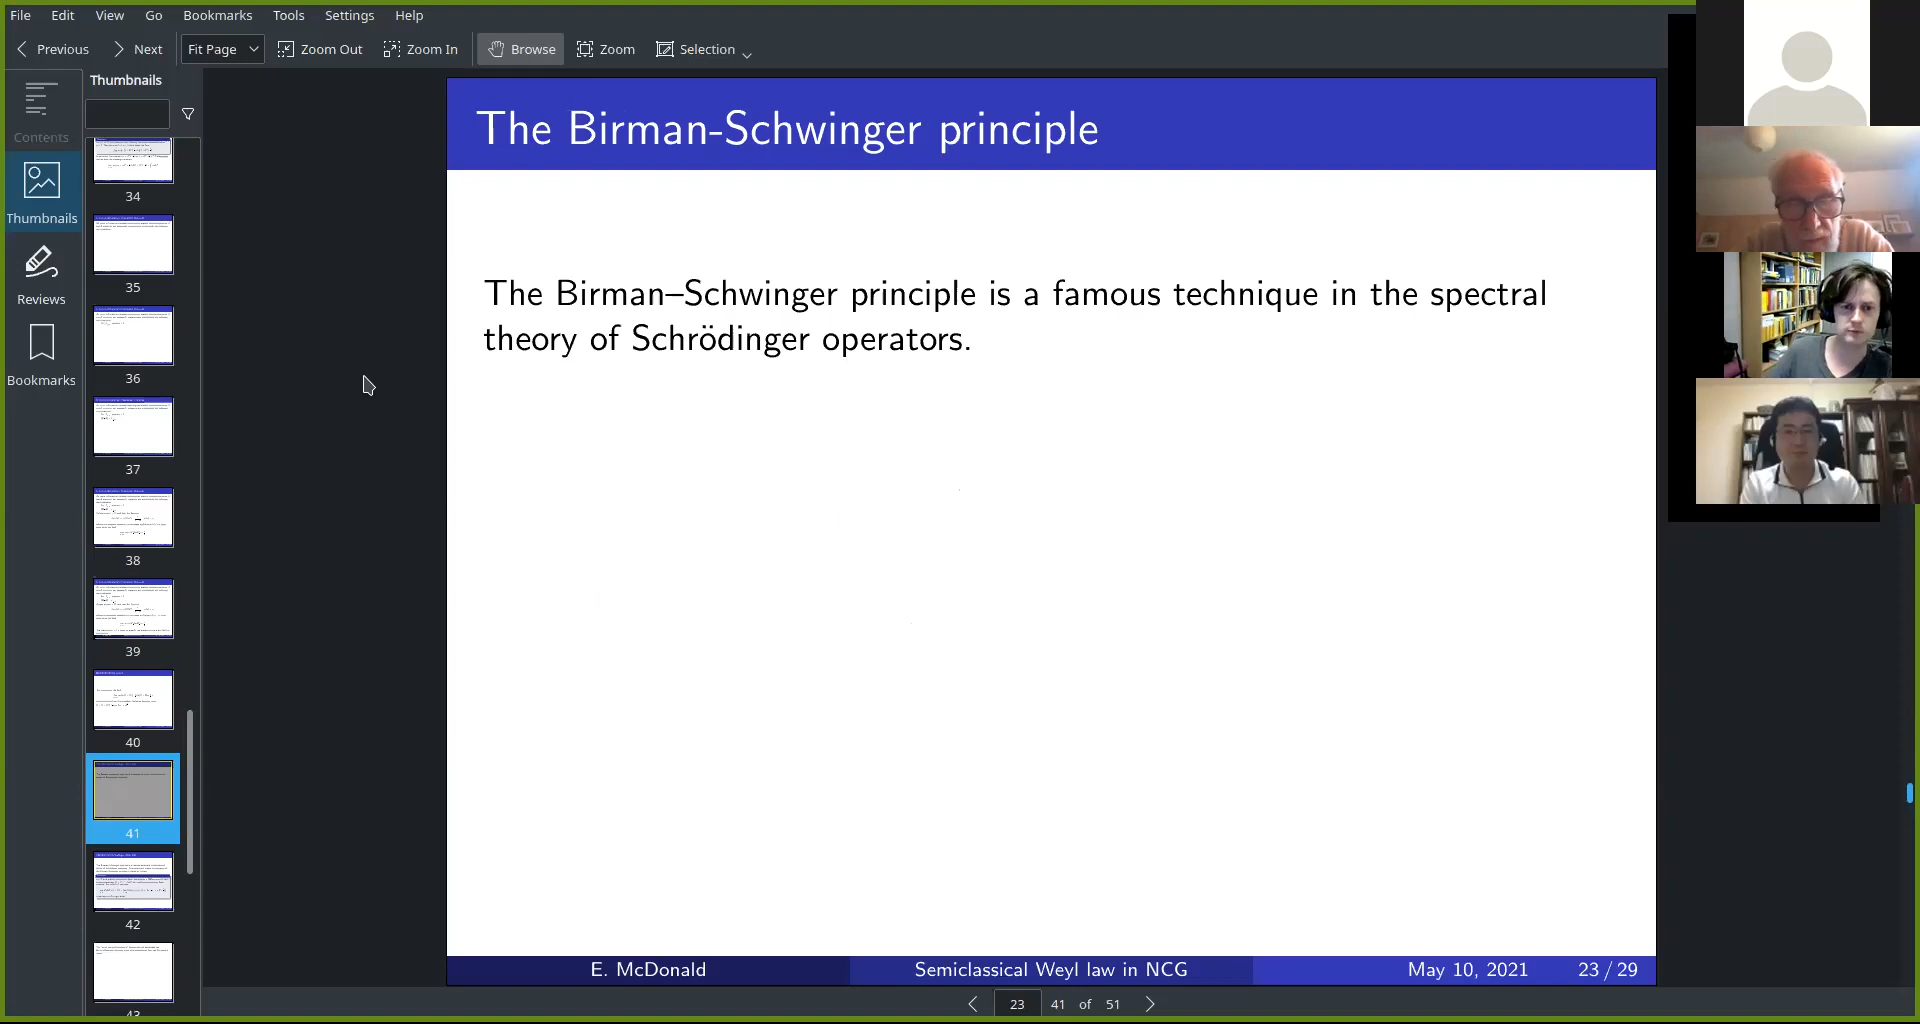 File Edit View Go Bookmarks Tools Settings Help
Previous Next Fit Page Zoom Out Zoom In Browse Zoom Selection
Contents
Thumbnails
Reviews
Bookmarks
Thumbnails
34
35
36
37
38
39
40
41
42
43
The Birman-Schwinger principle
The Birman–Schwinger principle is a famous technique in the spectral
theory of Schrödinger operators.
E. McDonald Semiclassical Weyl law in NCG May 10, 2021 23 / 29
23 41 of 51